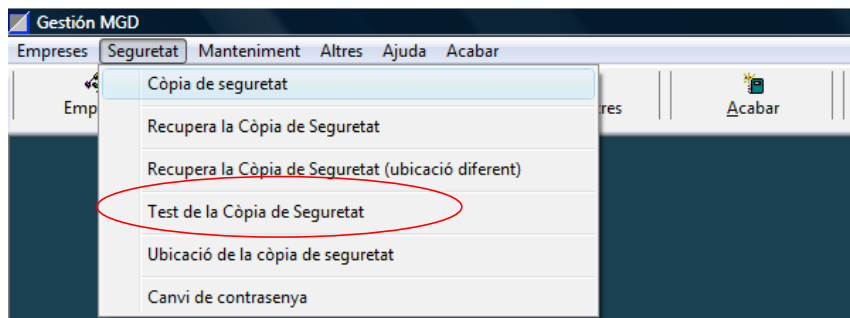 Gestión MGD
Empreses Seguretat Manteniment Altres Ajuda Acabar
Còpia de seguretat
Acabar
Recupera la Còpia de Seguretat
Recupera la Còpia de Seguretat (ubicació diferent)
Test de la Còpia de Seguretat
Ubicació de la còpia de seguretat
Canvi de contrasenya